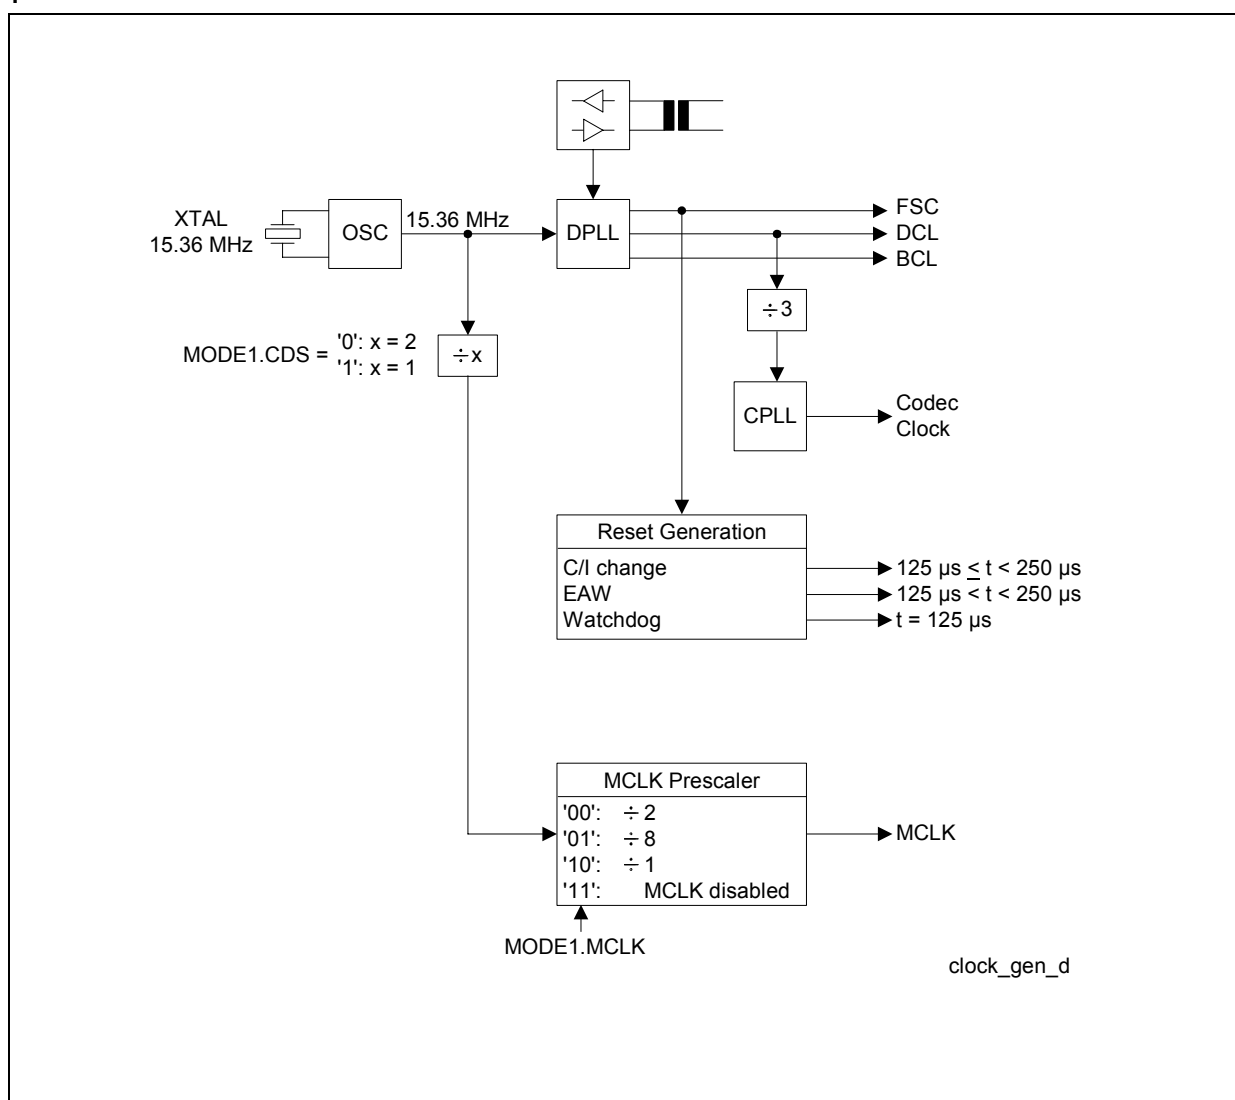 XTAL
15.36 MHz
OSC
15.36 MHz
DPLL
FSC
DCL
BCL
÷3
MODE1.CDS = '0': x = 2
'1': x = 1
÷x
CPLL
Codec
Clock
Reset Generation
C/I change
125 µs ≤ t < 250 µs
EAW
125 µs ≤ t < 250 µs
Watchdog
t = 125 µs
MCLK Prescaler
'00': ÷2
'01': ÷8
'10': ÷1
'11': MCLK disabled
MCLK
MODE1.MCLK
clock_gen_d